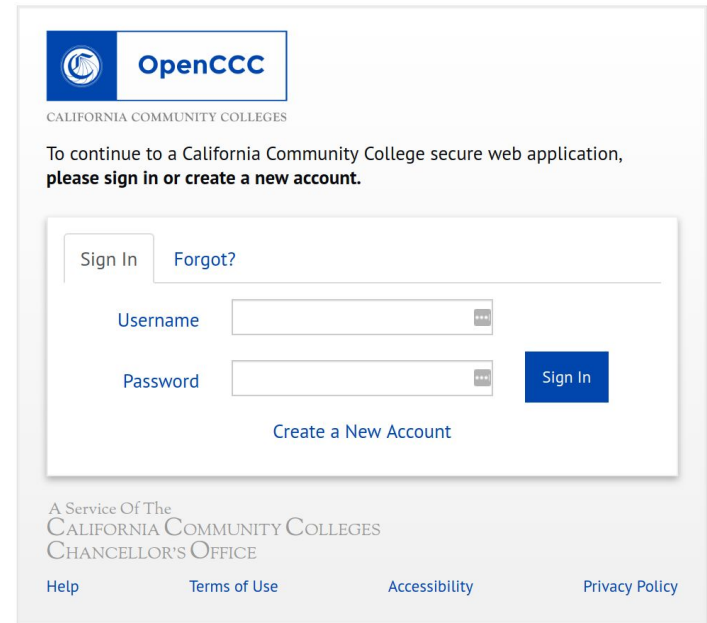 OpenCCC
CALIFORNIA COMMUNITY COLLEGES
To continue to a California Community College secure web application,
please sign in or create a new account.
Sign In Forgot?
Username
Password
Sign In
Create a New Account
A Service Of The
California Community Colleges
Chancellor's Office
Help Terms of Use Accessibility Privacy Policy